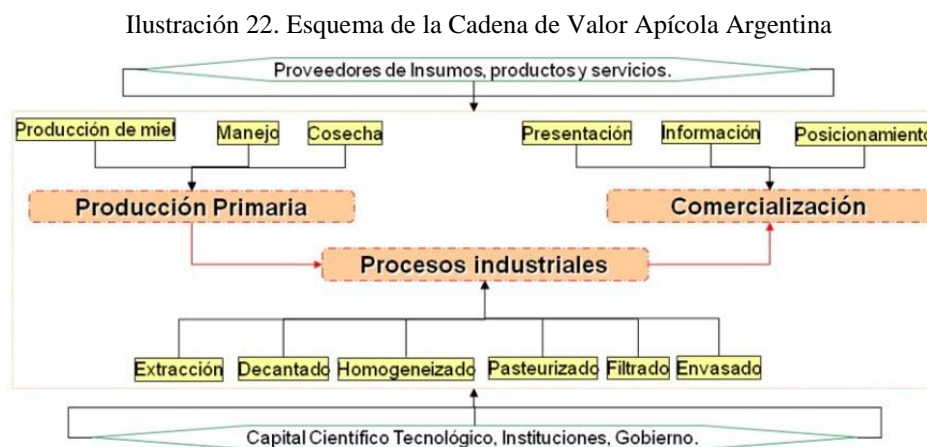 Ilustración 22. Esquema de la Cadena de Valor Apícola Argentina
Proveedores de Insumos, productos y servicios.
Producción de miel
Manejo
Cosecha
Presentación
Información
Posicionamiento
Producción Primaria
Comercialización
Procesos industriales
Extracción
Decantado
Homogeneizado
Pasteurizado
Filtrado
Envasado
Capital Científico Tecnológico, Instituciones, Gobierno.